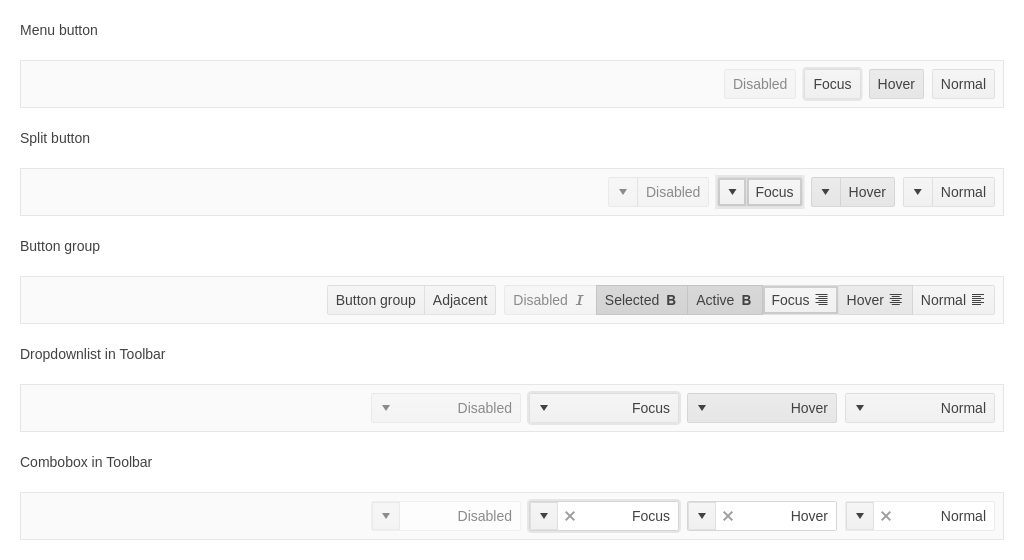 Menu button
Disabled Focus Hover Normal
Split button
Disabled Focus Hover Normal
Button group
Button group Adjacent Disabled I Selected B Active B Focus Hover Normal
Dropdownlist in Toolbar
Disabled Focus Hover Normal
Combobox in Toolbar
Disabled Focus Hover Normal